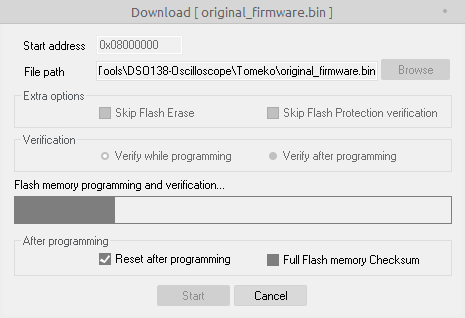 Download [ original_firmware.bin ]
Start address 0x08000000
File path Tools\DSO138-Oscilloscope\Tomeko\original_firmware.bin Browse
Extra options
Skip Flash Erase Skip Flash Protection verification
Verification
Verify while programming Verify after programming
Flash memory programming and verification...
After programming
Reset after programming Full Flash memory Checksum
Start Cancel